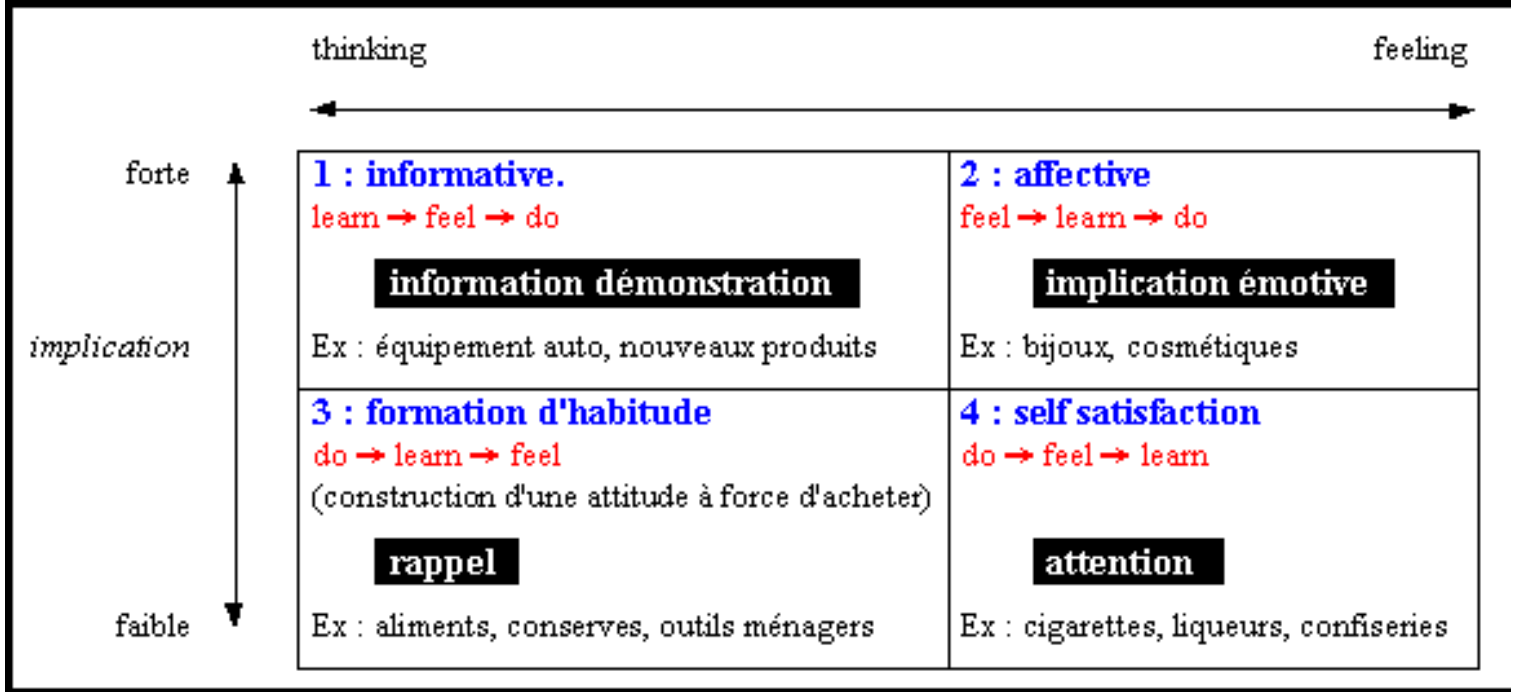 thinking feeling
forte
1 : informative.
learn → feel → do
information démonstration
Ex : équipement auto, nouveaux produits
2 : affective
feel → learn → do
implication émotive
Ex : bijoux, cosmétiques
implication
3 : formation d'habitude
do → learn → feel
(construction d'une attitude à force d'acheter)
rappel
Ex : aliments, conserves, outils ménagers
4 : self satisfaction
do → feel → learn
attention
Ex : cigarettes, liqueurs, confiseries
faible